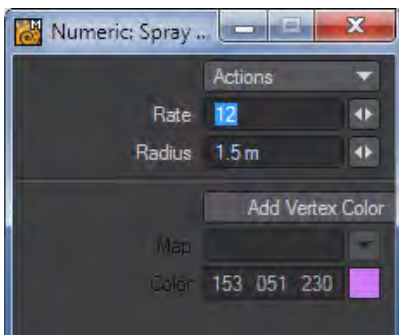 Numeric: Spray ..
Actions
Rate 12
Radius 1.5 m
Add Vertex Color
Map
Color 153 051 230